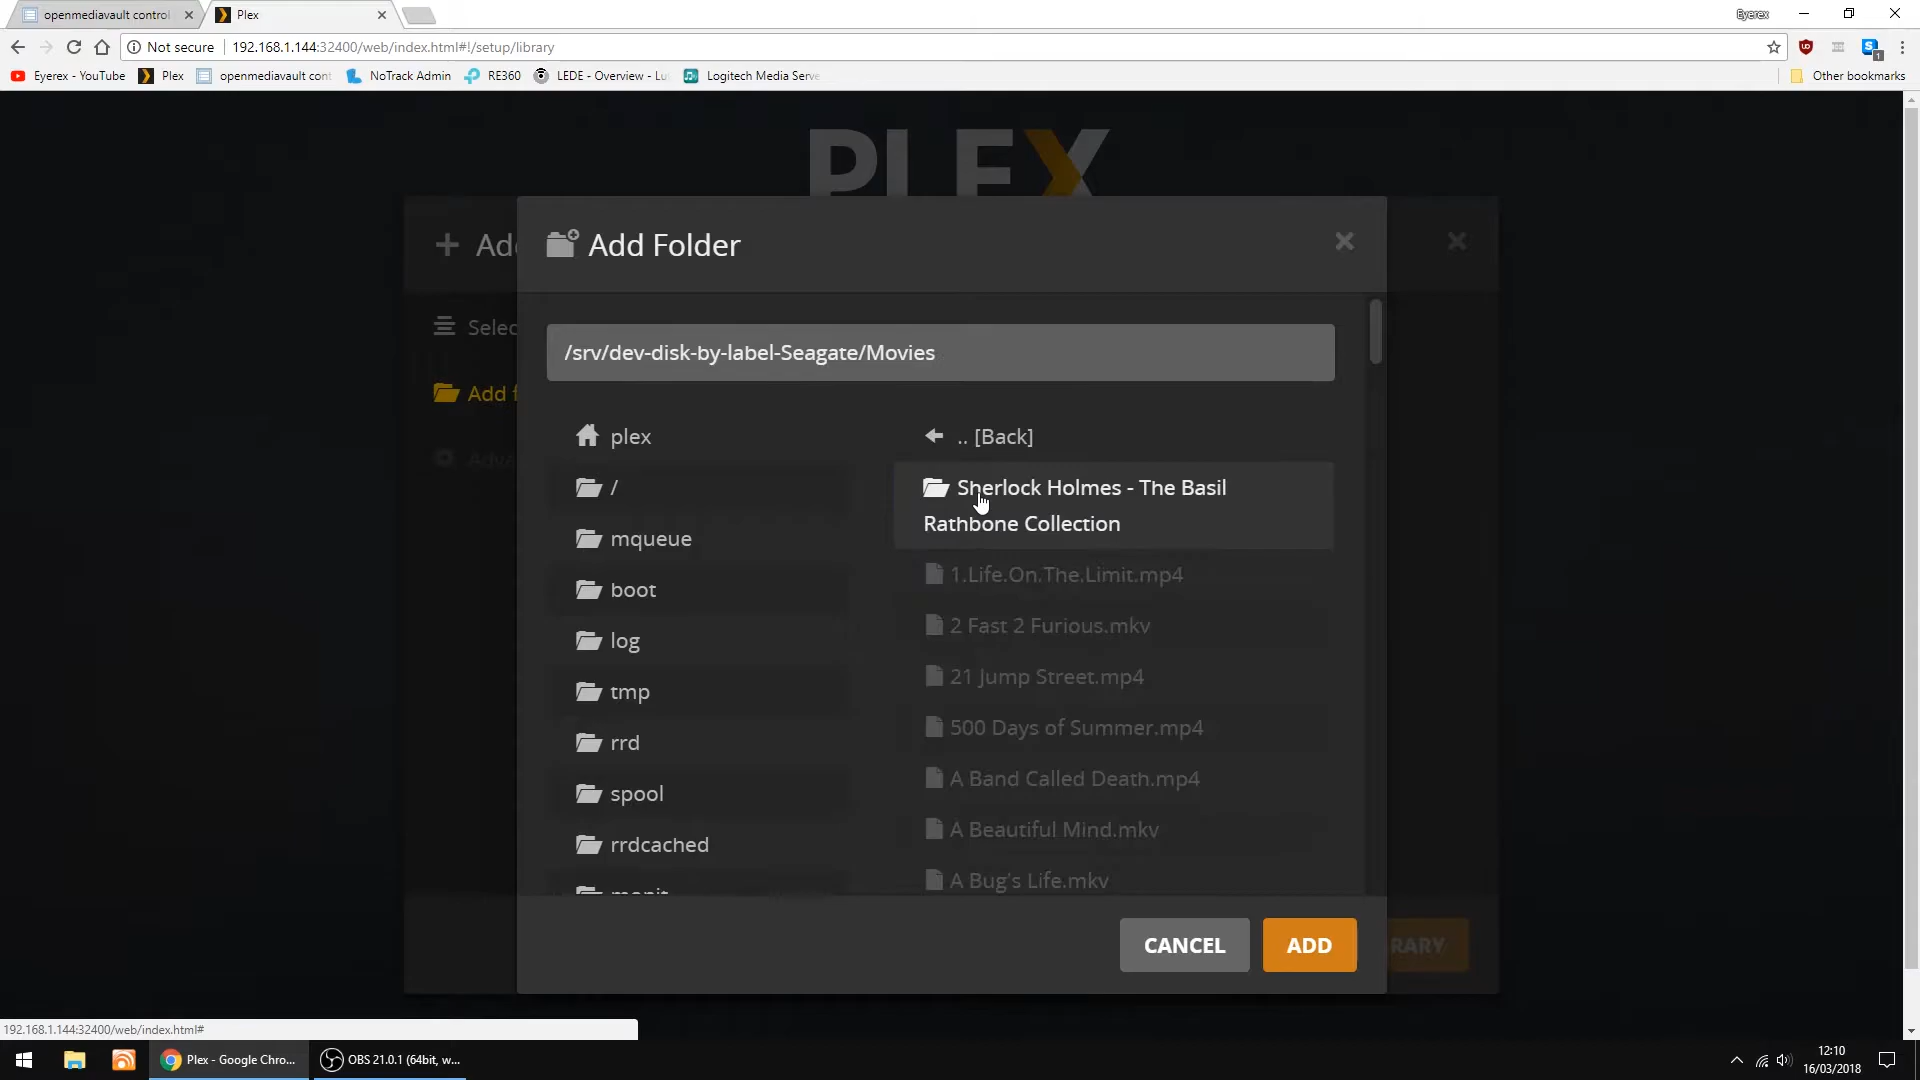 openmediavault control
Plex
Eyerex
Not secure
192.168.1.144:32400/web/index.html#!/setup/library
Eyerex - YouTube
Plex
openmediavault cont
NoTrack Admin
RE360
LEDE - Overview - Lu
Logitech Media Serve
Other bookmarks
PLEX
Add Folder
/srv/dev-disk-by-label-Seagate/Movies
Selec
Add f
Adva
plex
/
mqueue
boot
log
tmp
rrd
spool
rrdcached
monit
.. [Back]
Sherlock Holmes - The Basil
Rathbone Collection
1.Life.On.The.Limit.mp4
2 Fast 2 Furious.mkv
21 Jump Street.mp4
500 Days of Summer.mp4
A Band Called Death.mp4
A Beautiful Mind.mkv
A Bug's Life.mkv
CANCEL
ADD
RARY
192.168.1.144:32400/web/index.html#
Plex - Google Chro...
OBS 21.0.1 (64bit, w...
12:10
16/03/2018